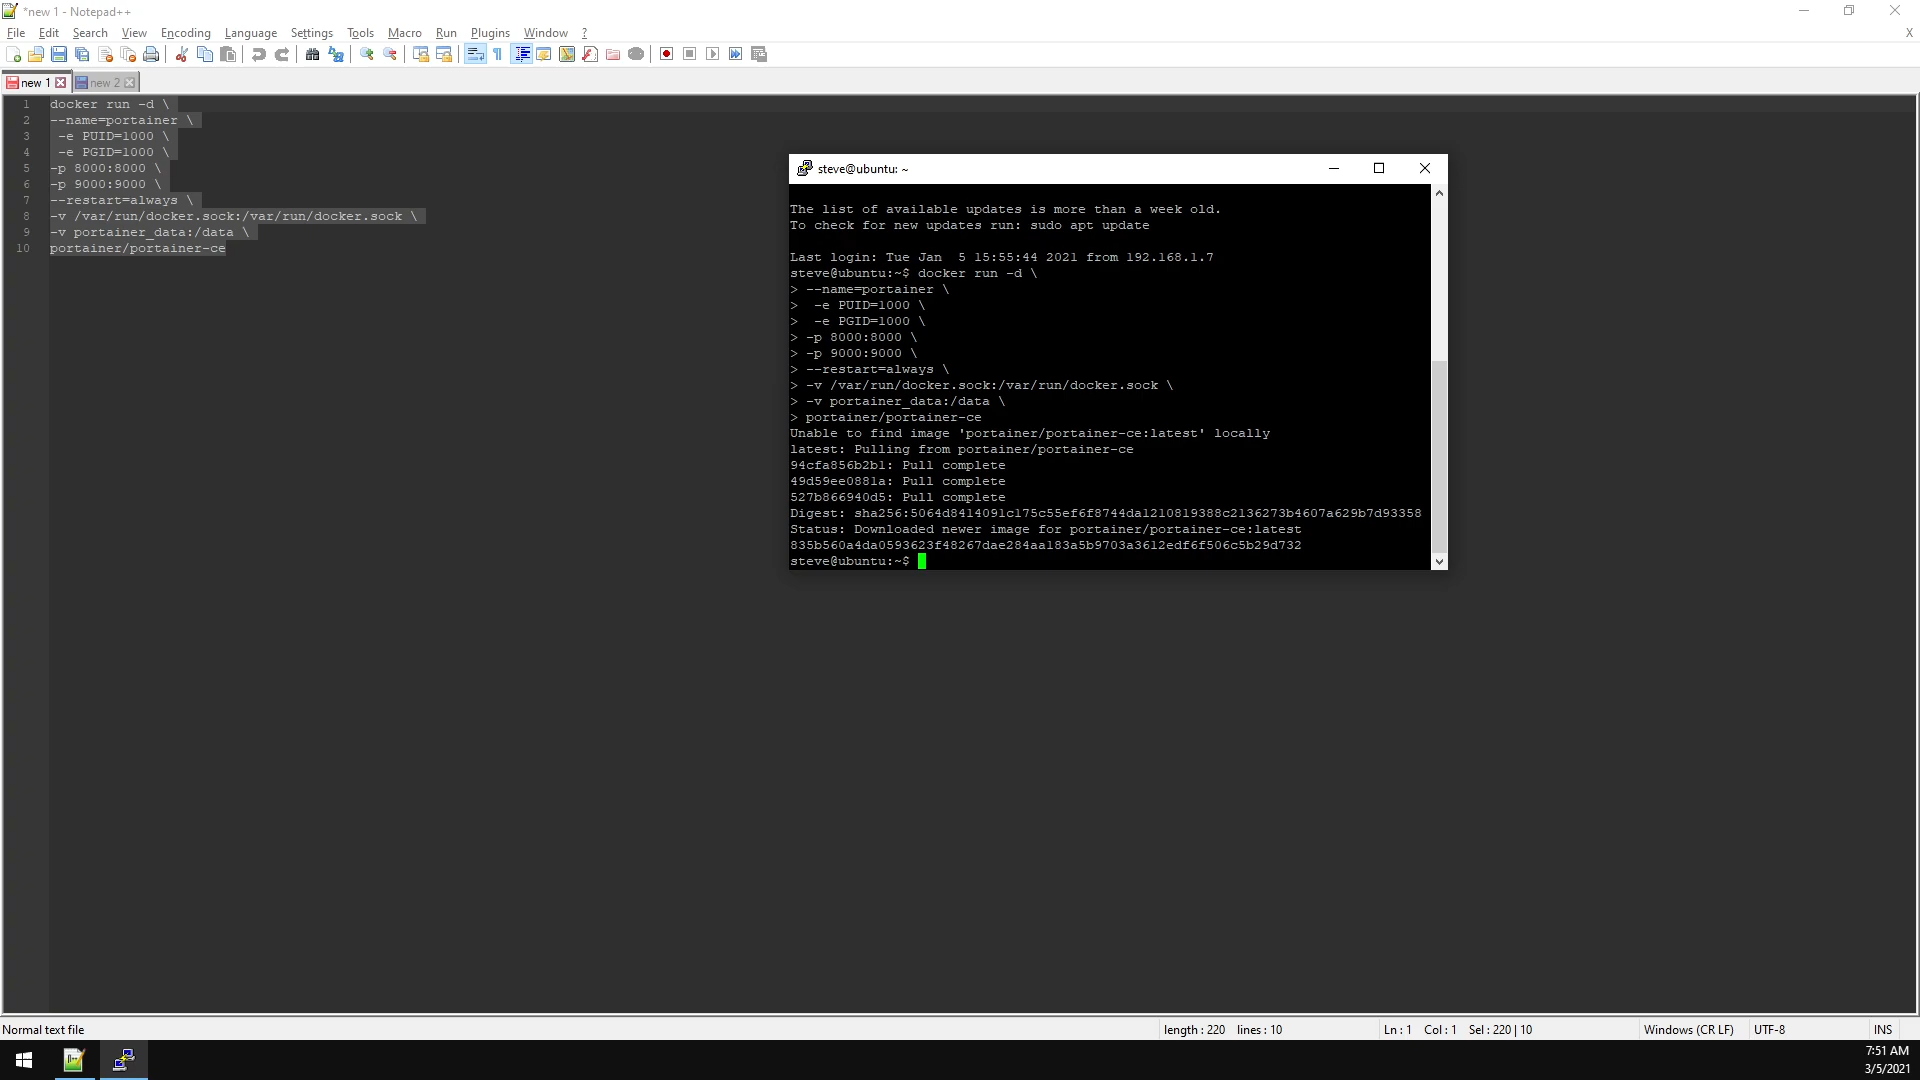 *new 1 - Notepad++
File Edit Search View Encoding Language Settings Tools Macro Run Plugins Window ? X
new 1 new 2
1 docker run -d \
2 --name=portainer \
3 -e PUID=1000 \
4 -e PGID=1000 \
5 -p 8000:8000 \
6 -p 9000:9000 \
7 --restart=always \
8 -v /var/run/docker.sock:/var/run/docker.sock \
9 -v portainer_data:/data \
10 portainer/portainer-ce
steve@ubuntu: ~
The list of available updates is more than a week old.
To check for new updates run: sudo apt update
Last login: Tue Jan  5 15:55:44 2021 from 192.168.1.7
steve@ubuntu:~$ docker run -d \
> --name=portainer \
>  -e PUID=1000 \
>  -e PGID=1000 \
> -p 8000:8000 \
> -p 9000:9000 \
> --restart=always \
> -v /var/run/docker.sock:/var/run/docker.sock \
> -v portainer_data:/data \
> portainer/portainer-ce
Unable to find image 'portainer/portainer-ce:latest' locally
latest: Pulling from portainer/portainer-ce
94cfa856b2b1: Pull complete
49d59ee0881a: Pull complete
527b866940d5: Pull complete
Digest: sha256:5064d8414091c175c55ef6f8744da1210819388c2136273b4607a629b7d93358
Status: Downloaded newer image for portainer/portainer-ce:latest
835b560a4da0593623f48267dae284aa183a5b9703a3612edf6f506c5b29d732
steve@ubuntu:~$
Normal text file length : 220 lines : 10 Ln : 1 Col : 1 Sel : 220 | 10 Windows (CR LF) UTF-8 INS
7:51 AM
3/5/2021